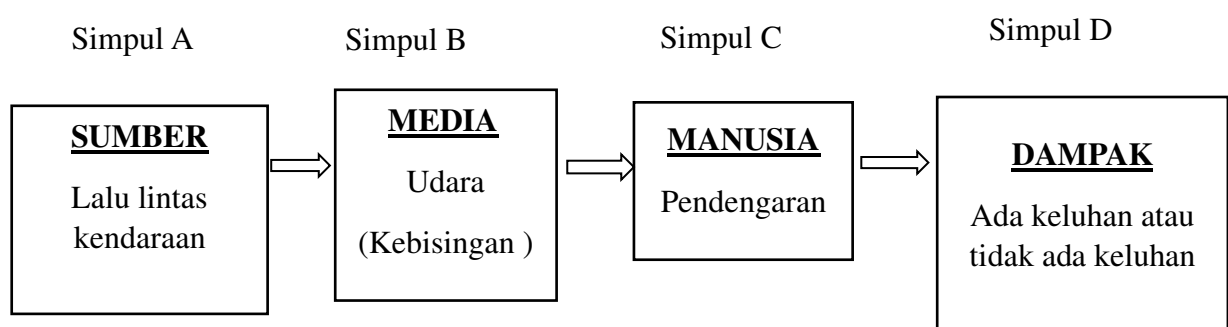 Simpul A
Simpul B
Simpul C
Simpul D
SUMBER
Lalu lintas
kendaraan
MEDIA
Udara
(Kebisingan )
MANUSIA
Pendengaran
DAMPAK
Ada keluhan atau
tidak ada keluhan